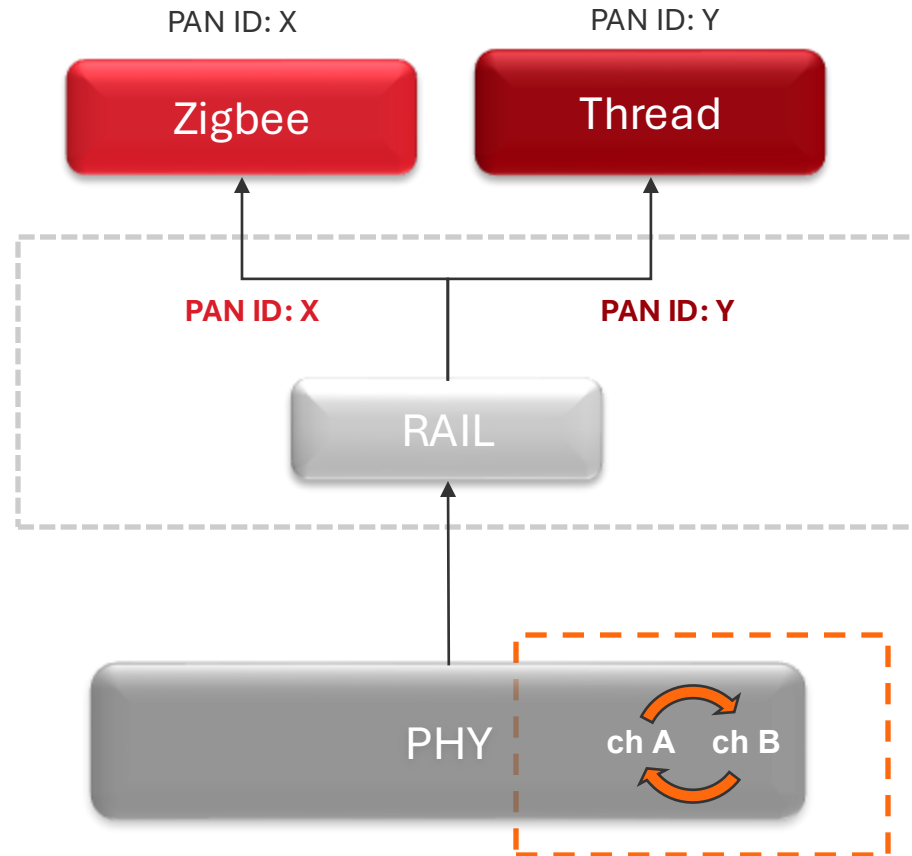 PAN ID: X
PAN ID: Y
Zigbee
Thread
PAN ID: X
PAN ID: Y
RAIL
PHY
ch A
ch B